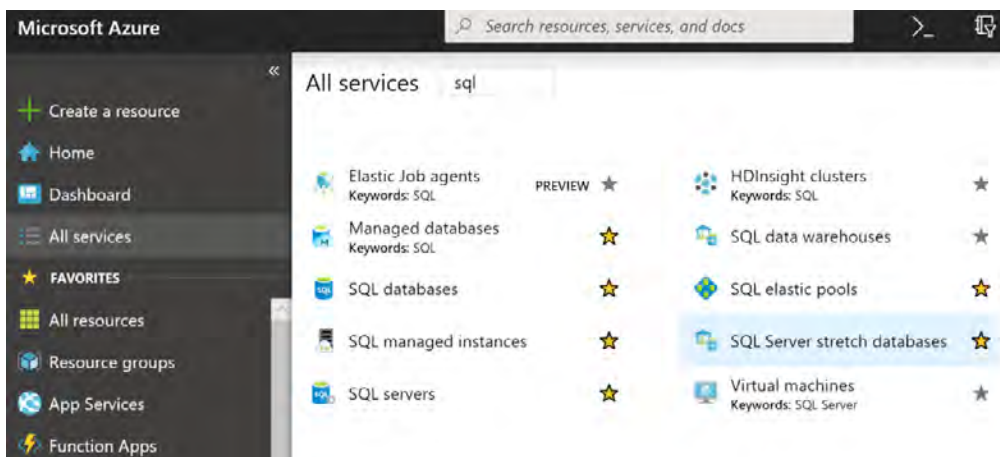 Microsoft Azure
Search resources, services, and docs
>_
«
Create a resource
Home
Dashboard
All services
FAVORITES
All resources
Resource groups
App Services
Function Apps
All services
sql
Elastic Job agents
Keywords: SQL
PREVIEW
Managed databases
Keywords: SQL
SQL databases
SQL managed instances
SQL servers
HDInsight clusters
Keywords: SQL
SQL data warehouses
SQL elastic pools
SQL Server stretch databases
Virtual machines
Keywords: SQL Server